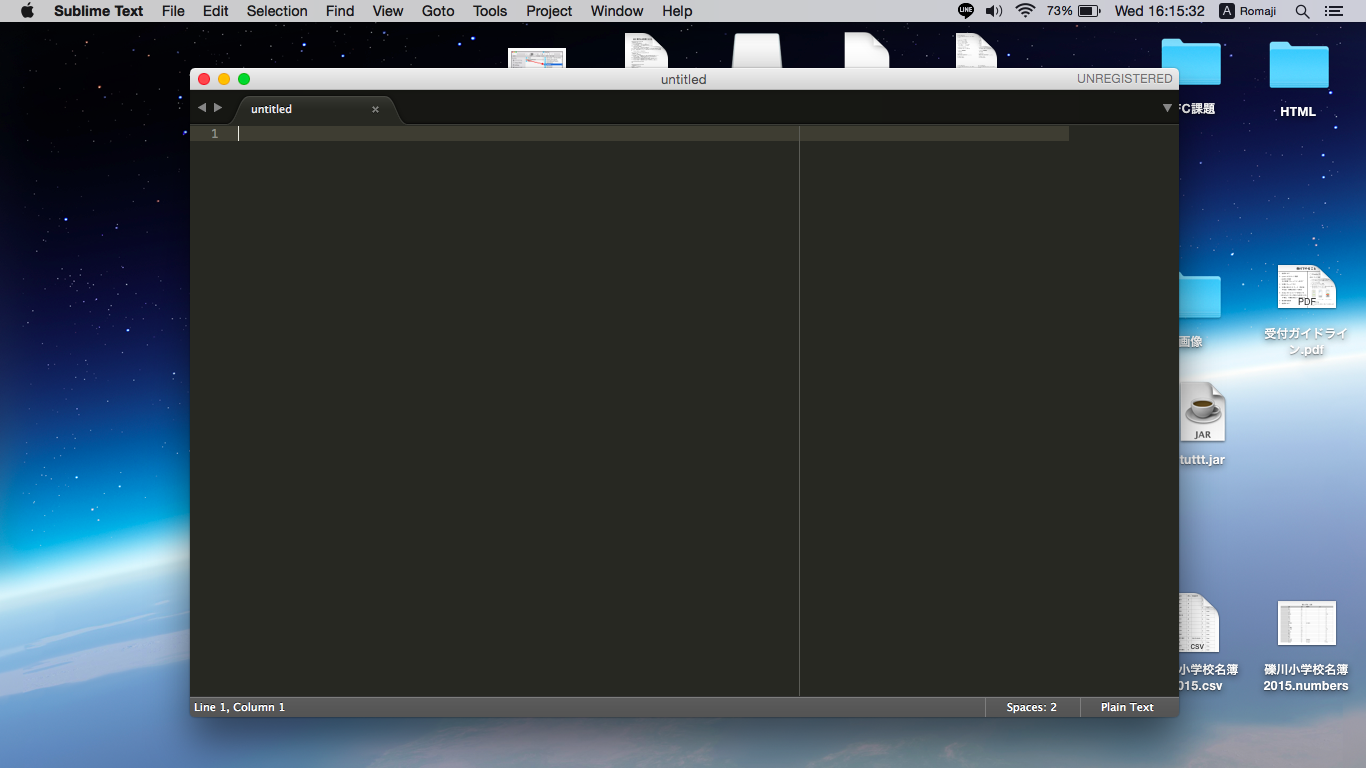 Sublime Text File Edit Selection Find View Goto Tools Project Window Help LINE 73% Wed 16:15:32 A Romaji
untitled UNREGISTERED
untitled ×
1
FC課題
HTML
画像
PDF
受付ガイドライ
ン.pdf
JAR
tuttt.jar
CSV
小学校名簿
015.csv
礫川小学校名簿
2015.numbers
Line 1, Column 1 Spaces: 2 Plain Text